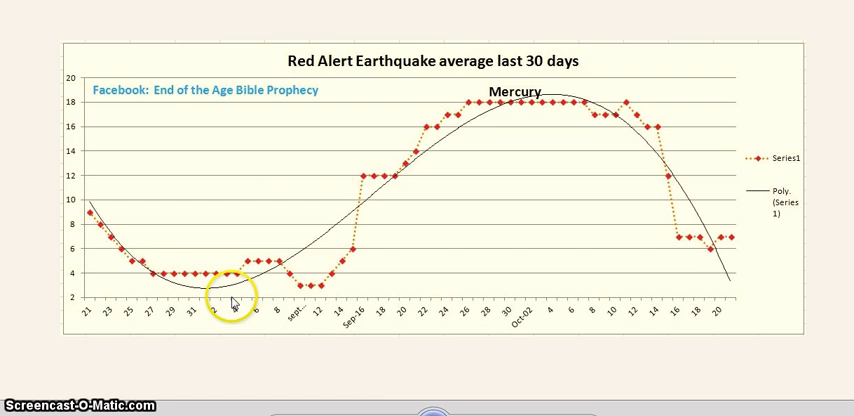 Red Alert Earthquake average last 30 days
Facebook: End of the Age Bible Prophecy
Mercury
20
18
16
14
12
10
8
6
4
2
21 23 25 27 29 31 2 4 6 8 sept... 12 14 Sep-16 18 20 22 24 26 28 30 Oct-02 4 6 8 10 12 14 16 18 20
Series1
Poly.
(Series
1)
Screencast-O-Matic.com